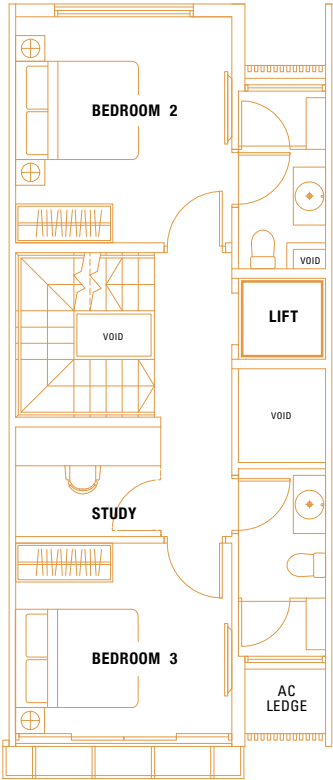 BEDROOM 2
VOID
LIFT
VOID
VOID
STUDY
BEDROOM 3
AC
LEDGE